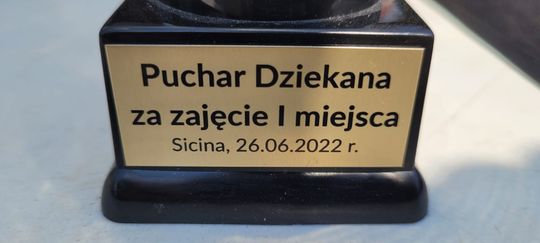 Puchar Dziekana
za zajęcie I miejsca
Sicina, 26.06.2022 r.